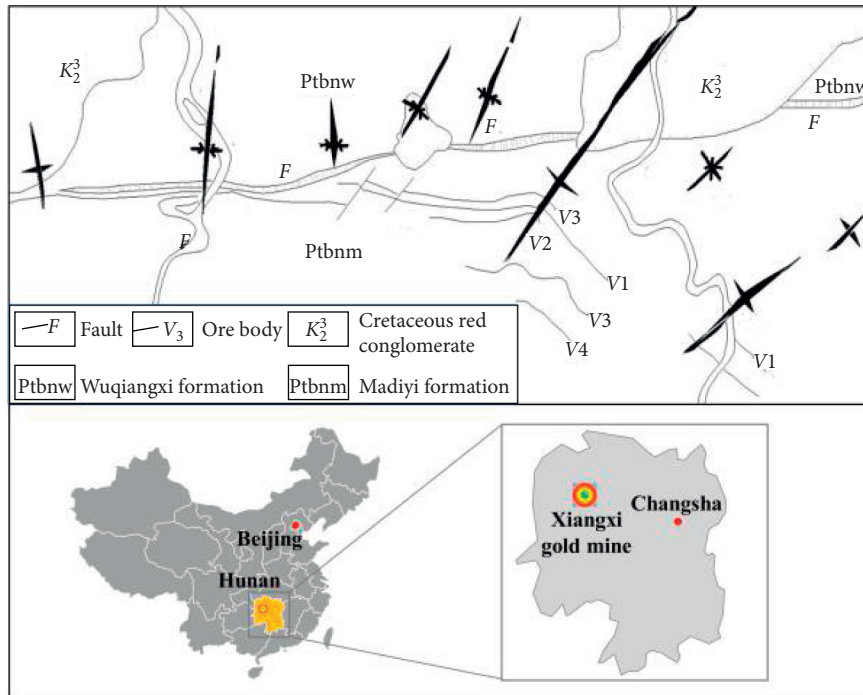 K₂³
Ptbnw
K₂³
Ptbnw
F
F
F
F
V3
V2
Ptbnm
V1
V3
V4
V1
F Fault V₃ Ore body K₂³ Cretaceous red
conglomerate
Ptbnw Wuqiangxi formation Ptbnm Madiyi formation
Beijing
Hunan
Changsha
Xiangxi
gold mine